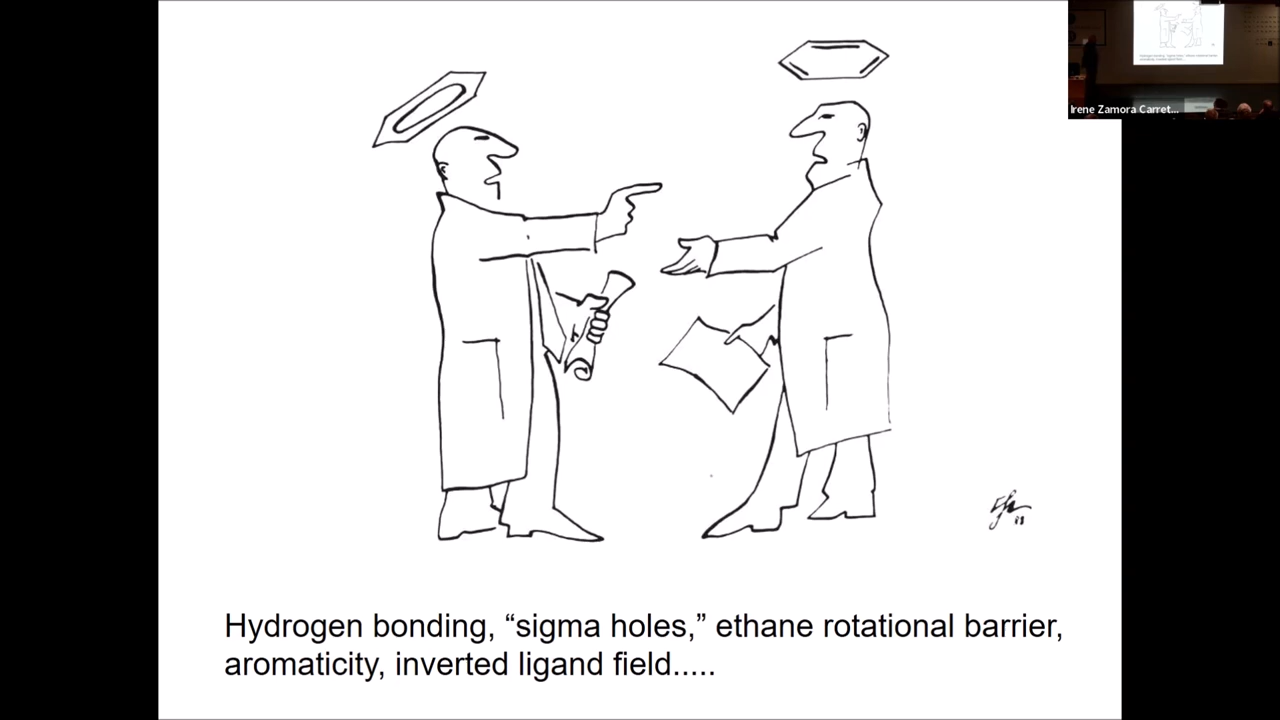 Irene Zamora Carret...
Hydrogen bonding, “sigma holes,” ethane rotational barrier,
aromaticity, inverted ligand field.....